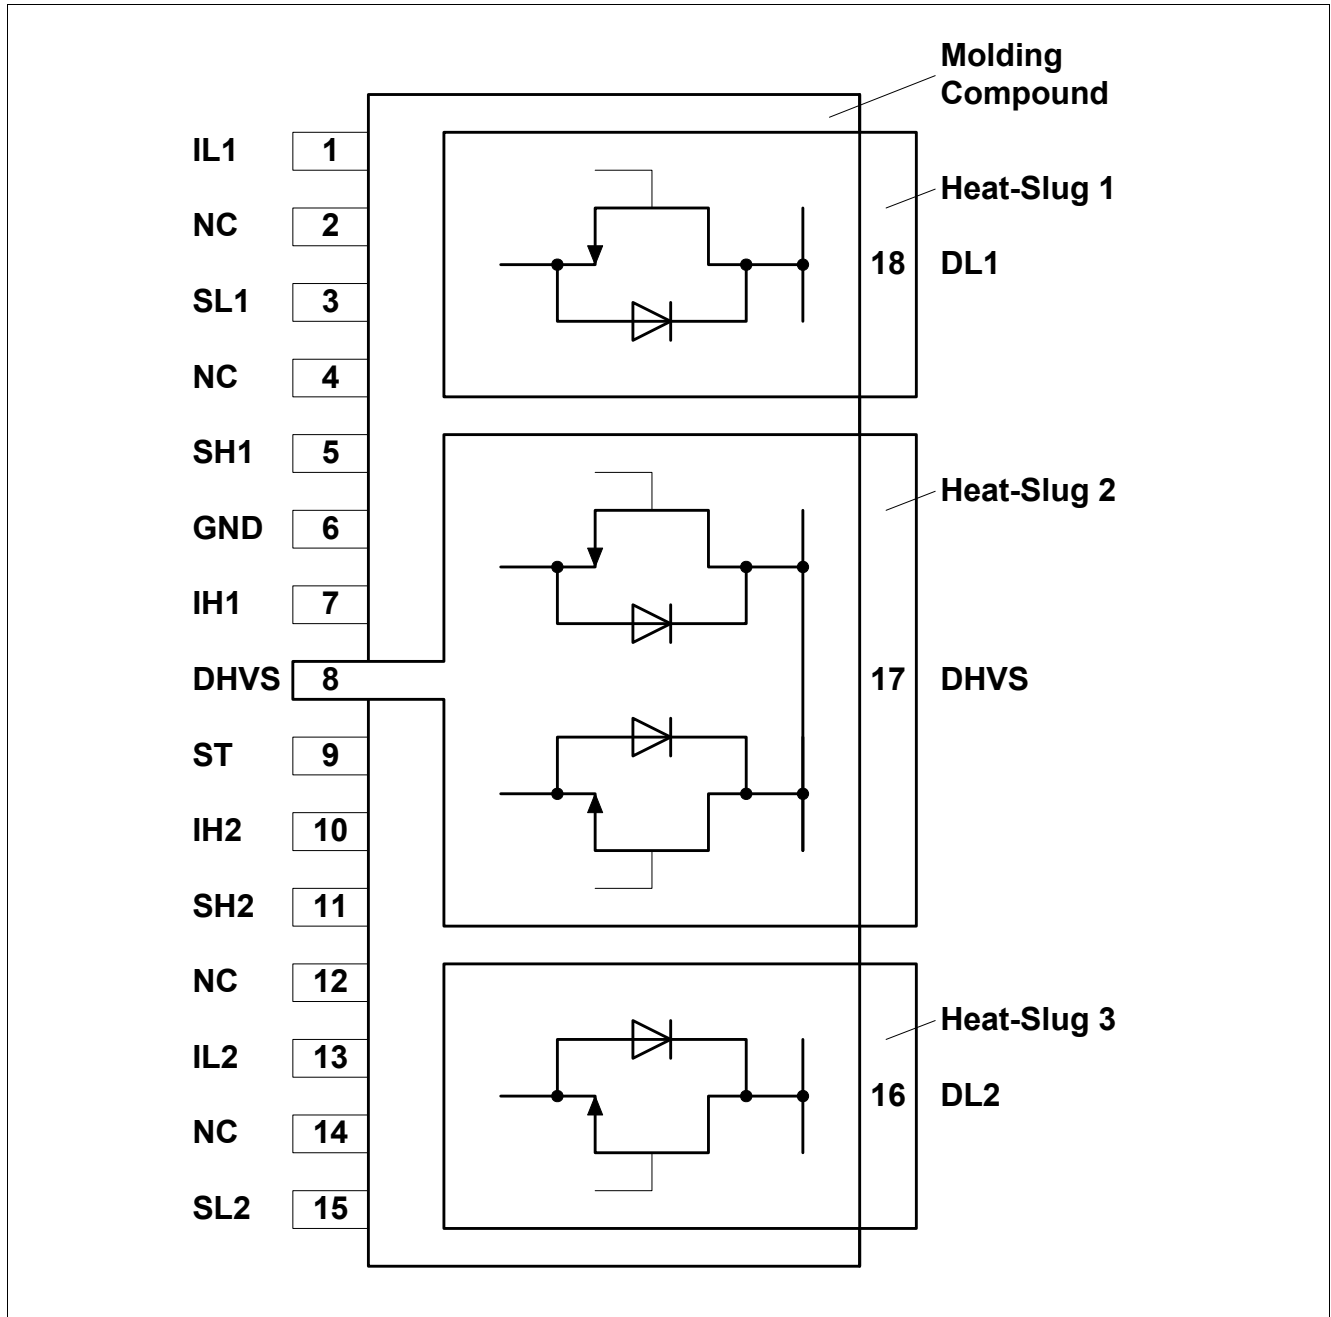 Molding
Compound
IL1 1
NC 2
Heat-Slug 1
18 DL1
SL1 3
NC 4
SH1 5
Heat-Slug 2
GND 6
IH1 7
DHVS 8
17 DHVS
ST 9
IH2 10
SH2 11
NC 12
Heat-Slug 3
IL2 13
16 DL2
NC 14
SL2 15